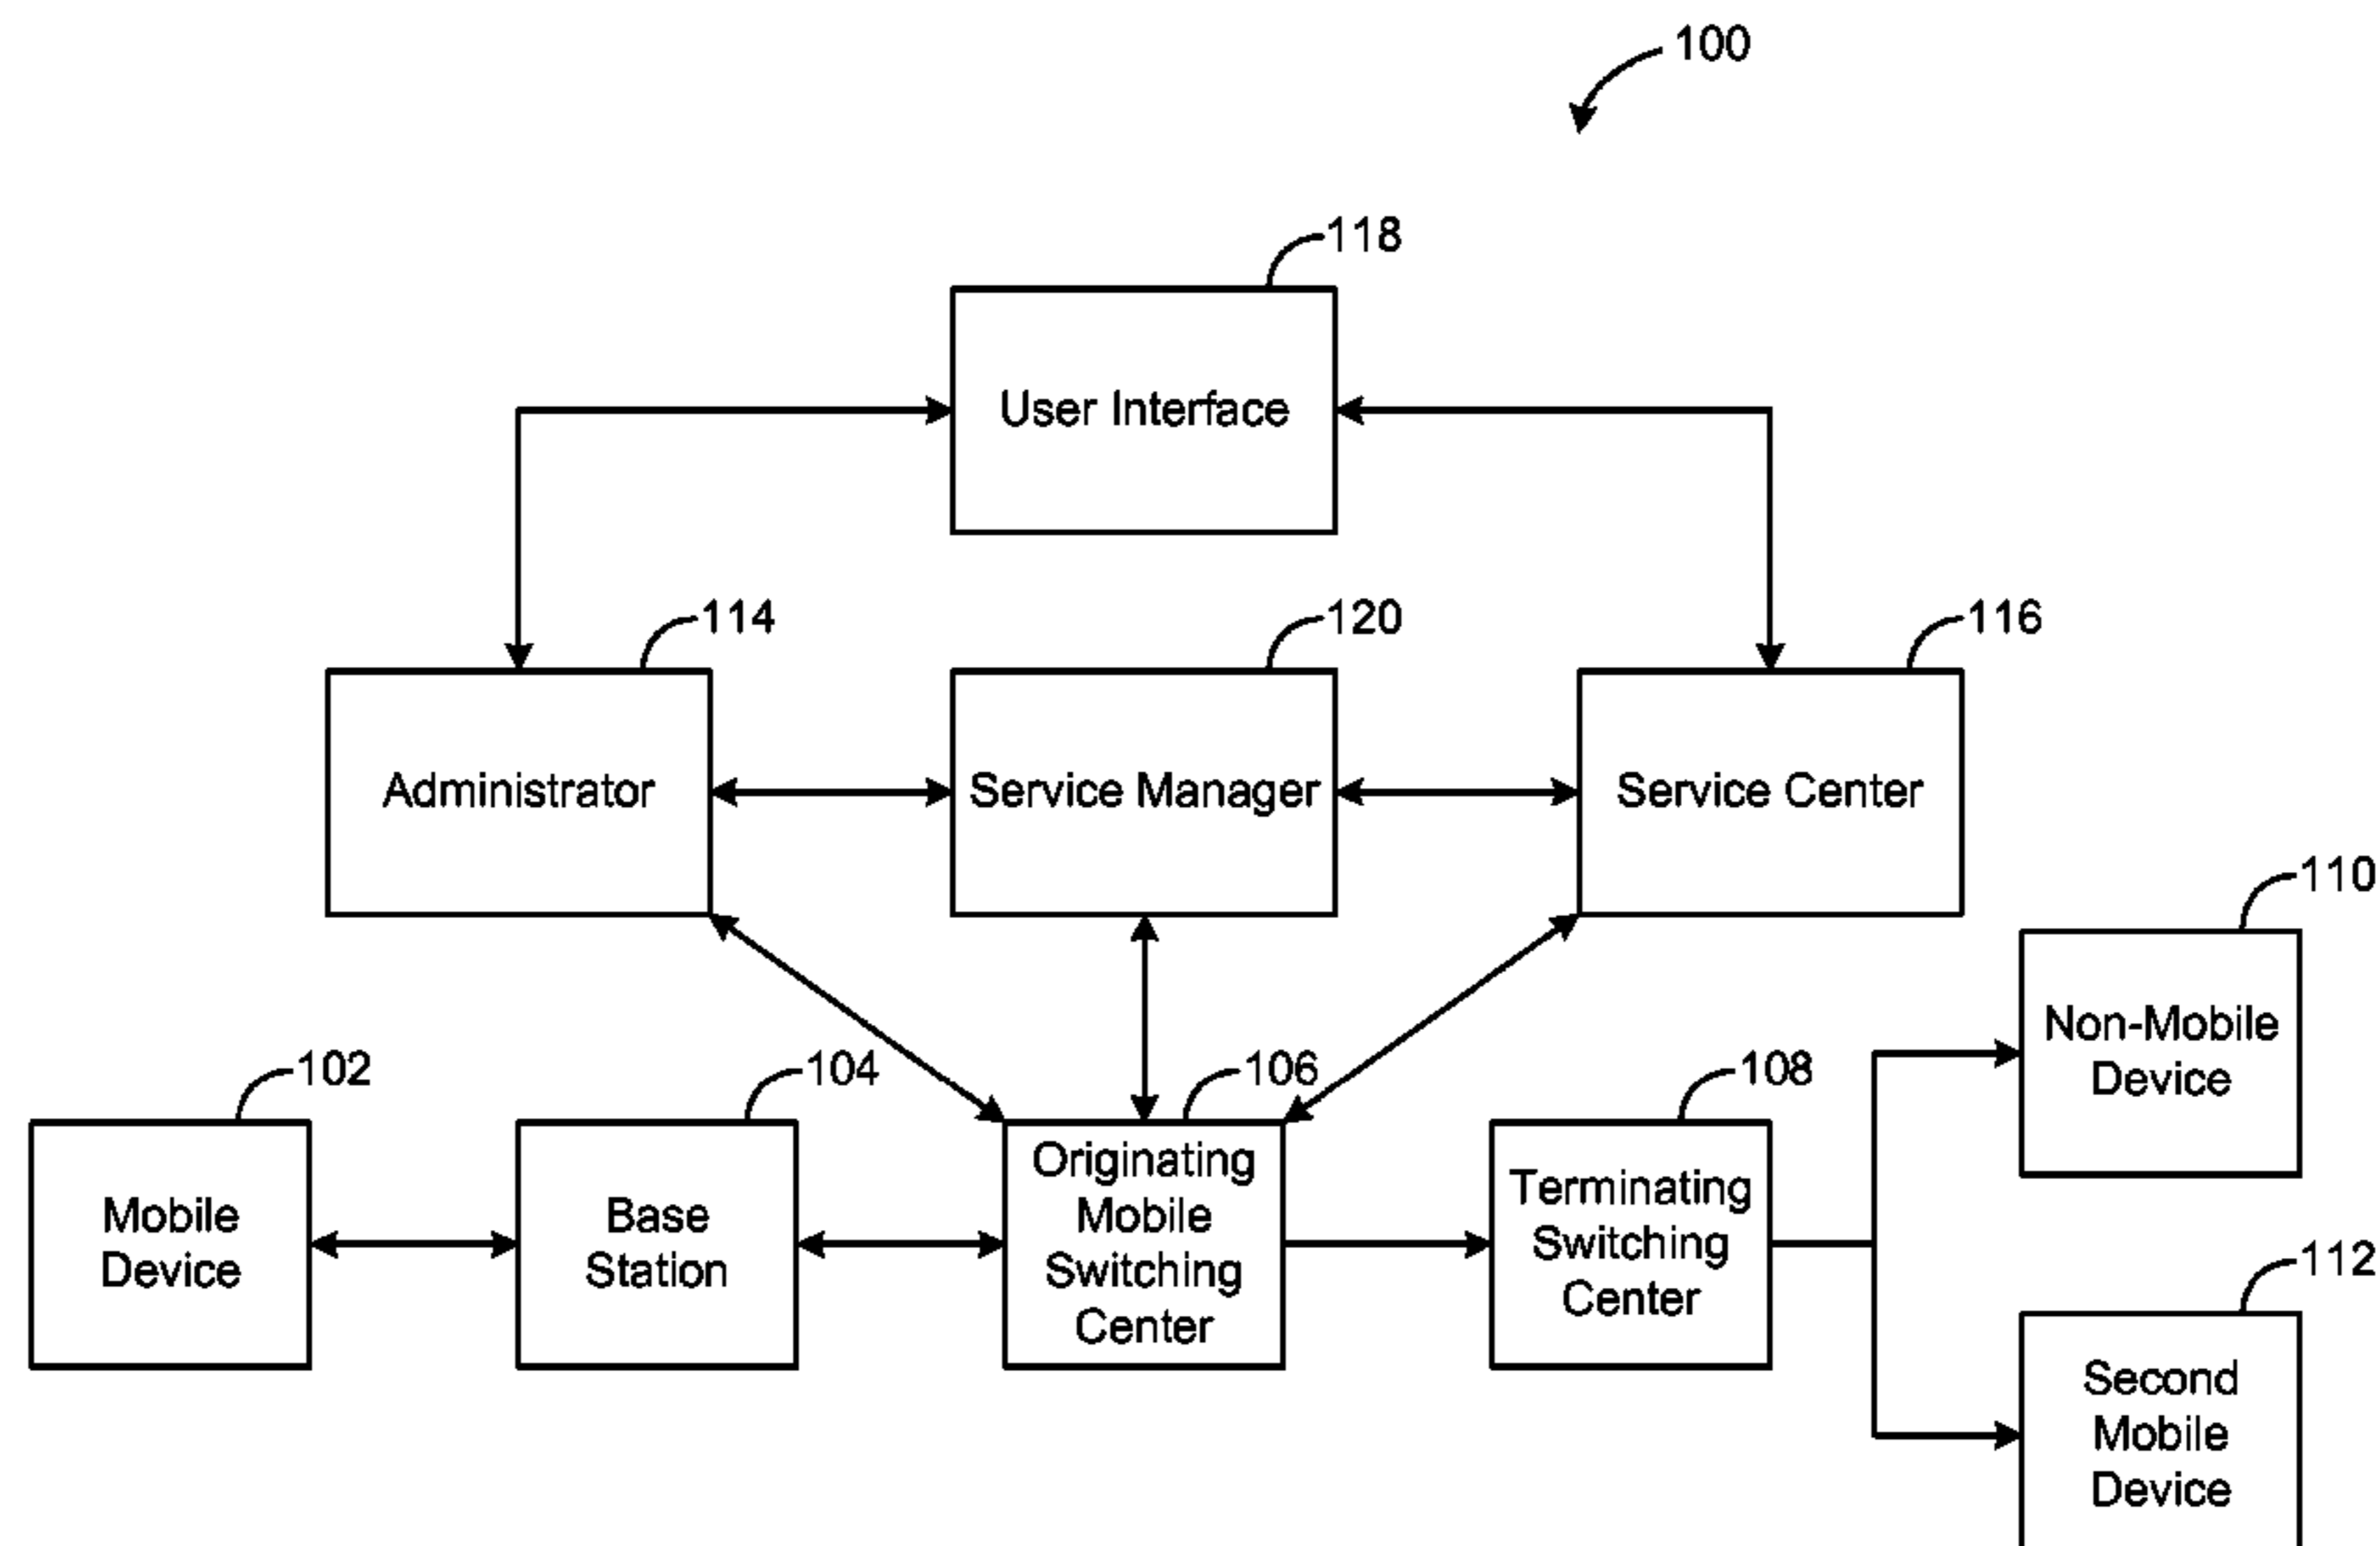 100
118
User Interface
114
120
116
Administrator
Service Manager
Service Center
110
Non-Mobile
Device
102
104
106
108
Mobile
Device
Base
Station
Originating
Mobile
Switching
Center
Terminating
Switching
Center
112
Second
Mobile
Device